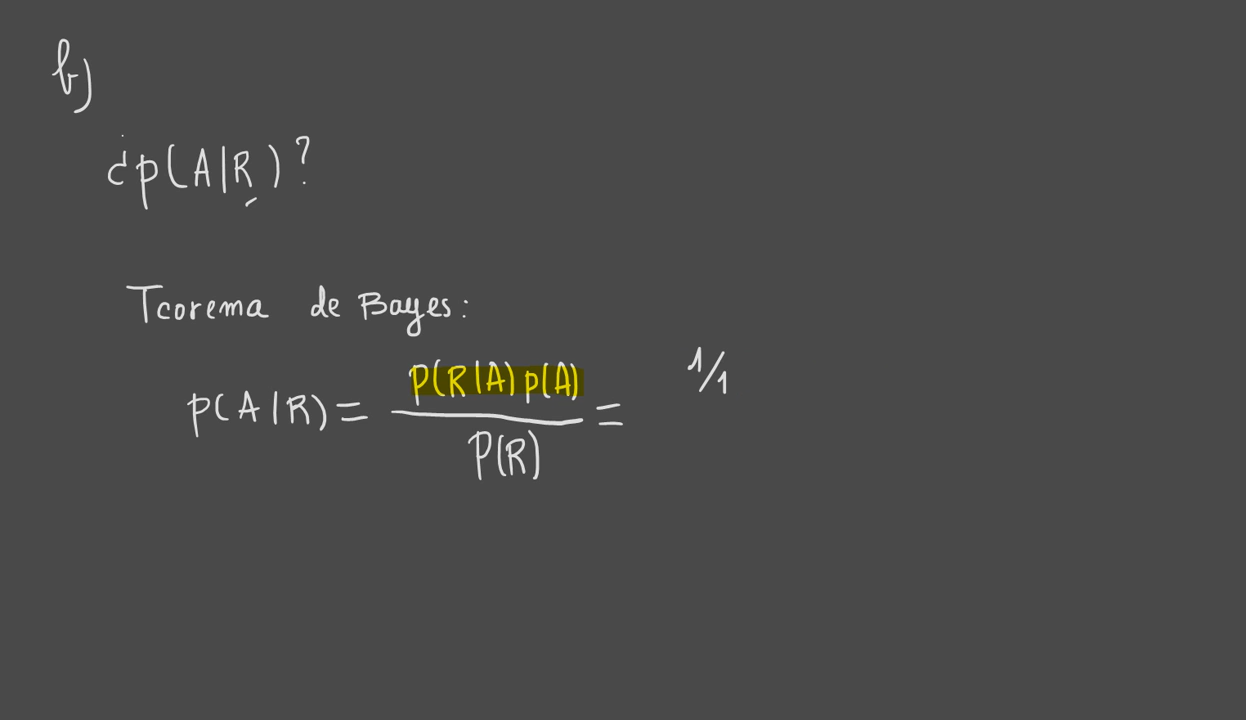 b)
¿p(A|R)?
Teorema de Bayes:
p(A|R) = P(R|A) p(A) / P(R) =
1/1